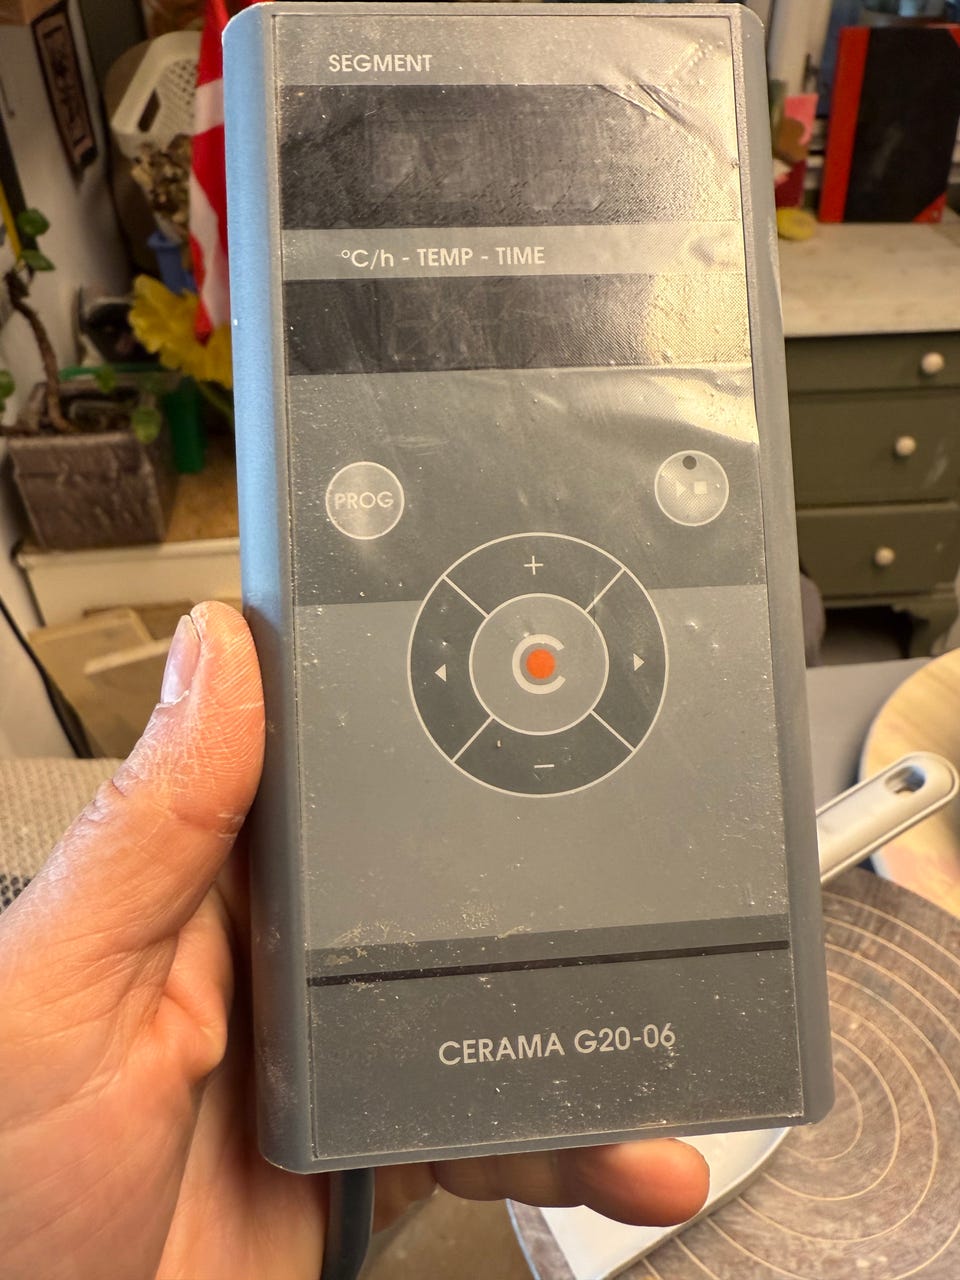 SEGMENT
°C/h - TEMP - TIME
PROG
+
C
−
CERAMA G20-06